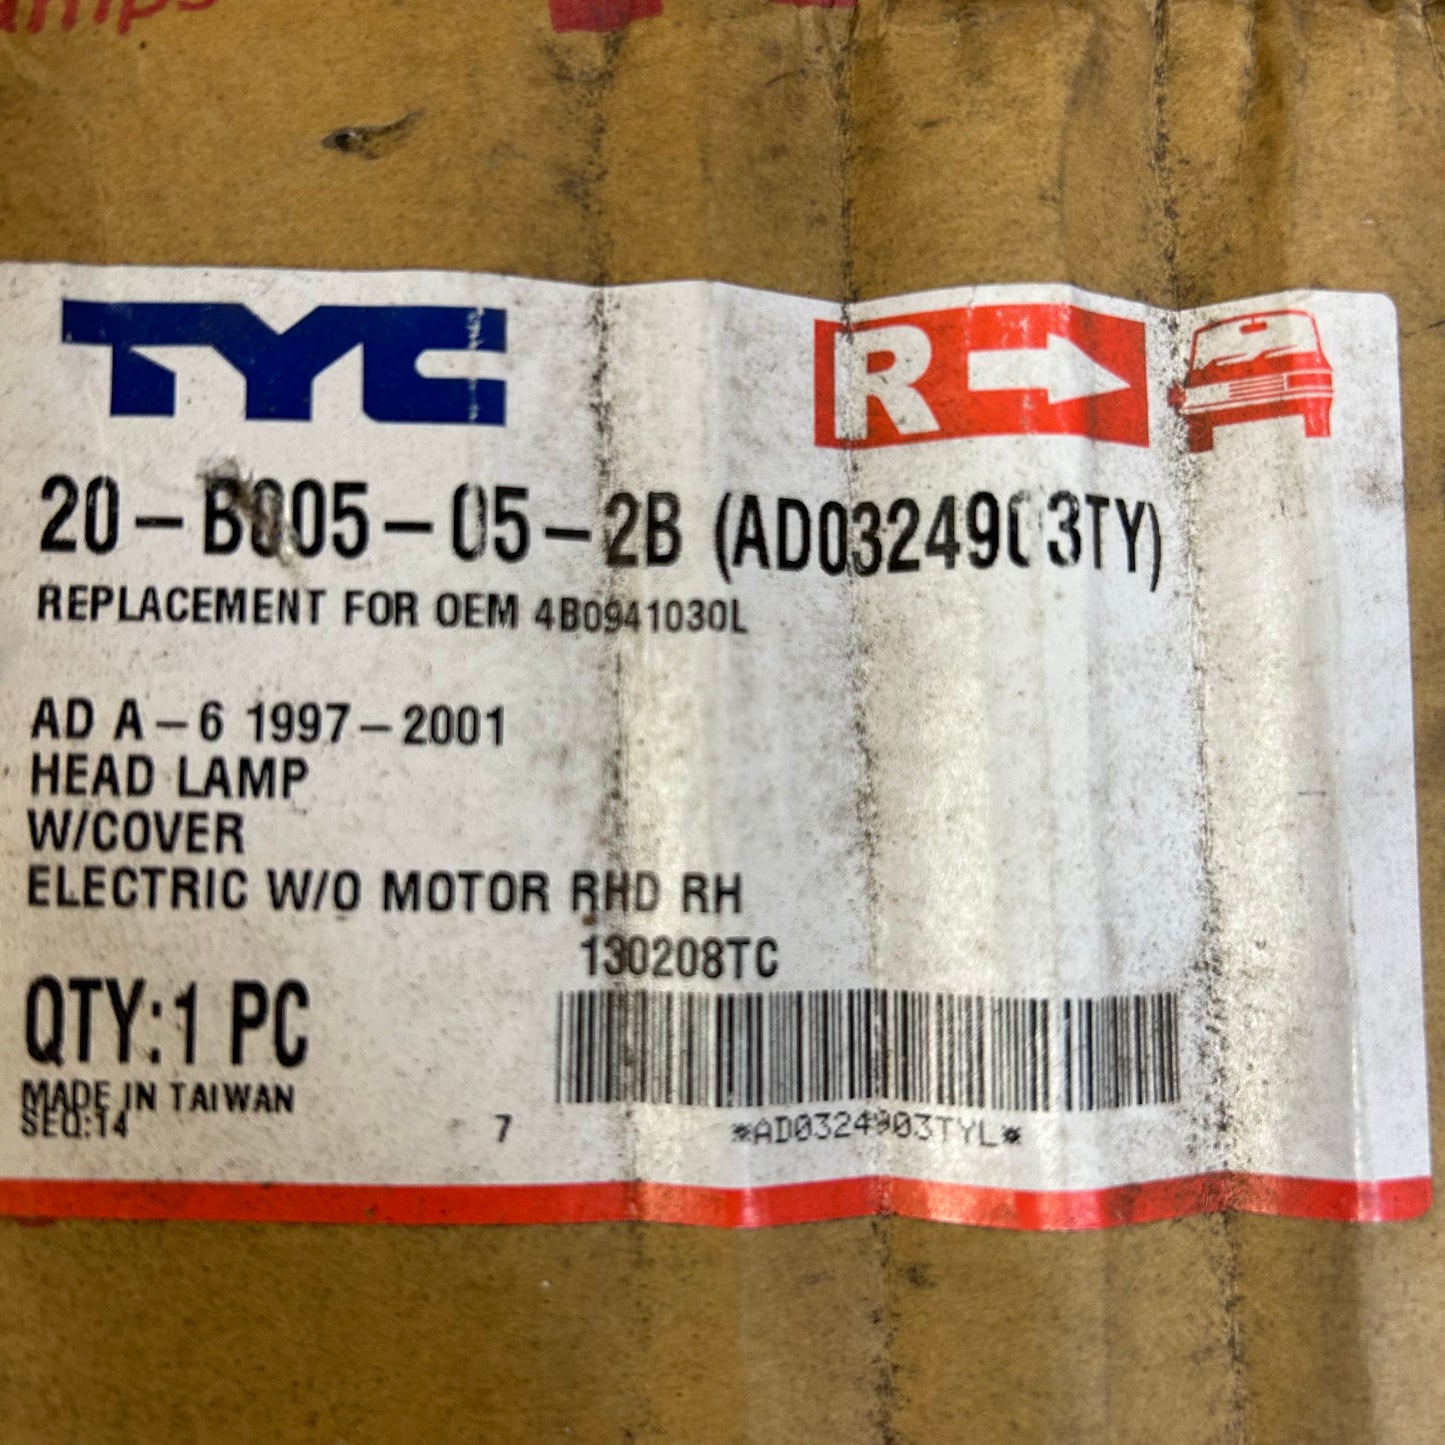 TYC
R
20-B005-05-2B (AD0324903TY)
REPLACEMENT FOR OEM 4B0941030L
AD A-6 1997-2001
HEAD LAMP
W/COVER
ELECTRIC W/O MOTOR RHD RH
130208TC
QTY:1 PC
MADE IN TAIWAN
SEQ:14
7
*AD0324903TYL*